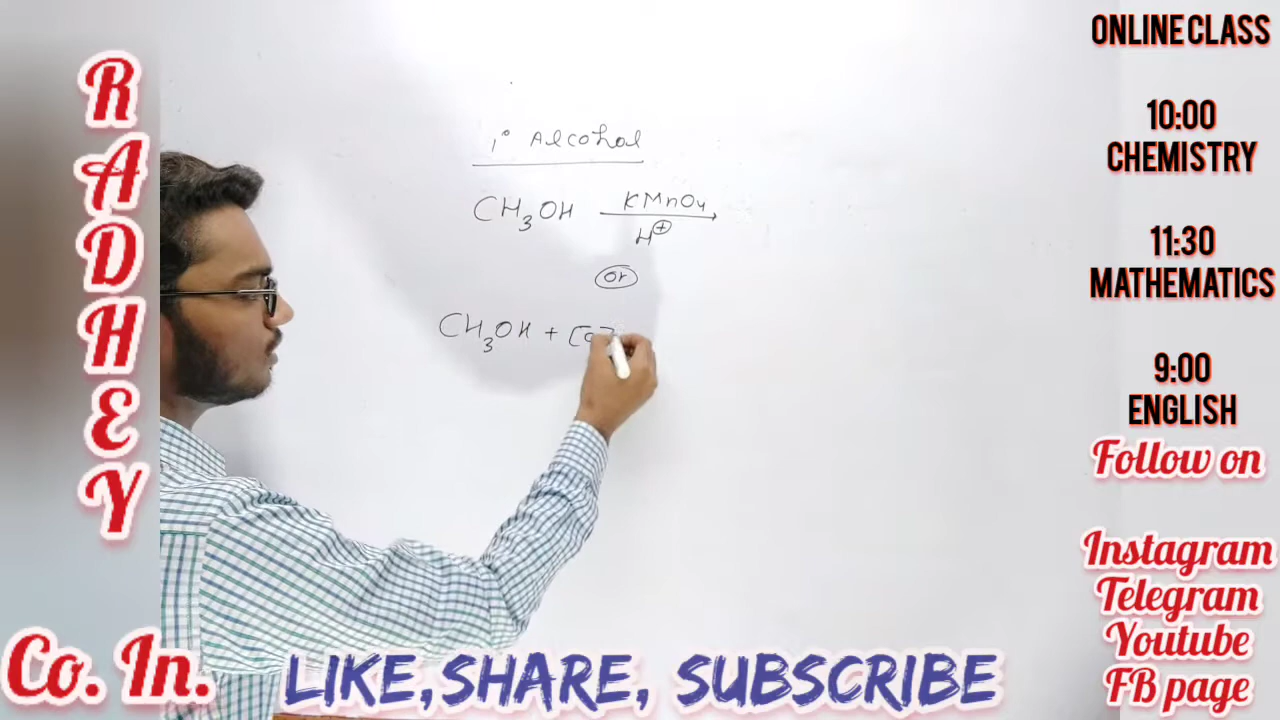 RADHEY
Co. In.
1° Alcohol
CH3OH KMnO4
H⊕
or
CH3OH + [O]
LIKE,SHARE, SUBSCRIBE
ONLINE CLASS
10:00
CHEMISTRY
11:30
MATHEMATICS
9:00
ENGLISH
Follow on
Instagram
Telegram
Youtube
FB page